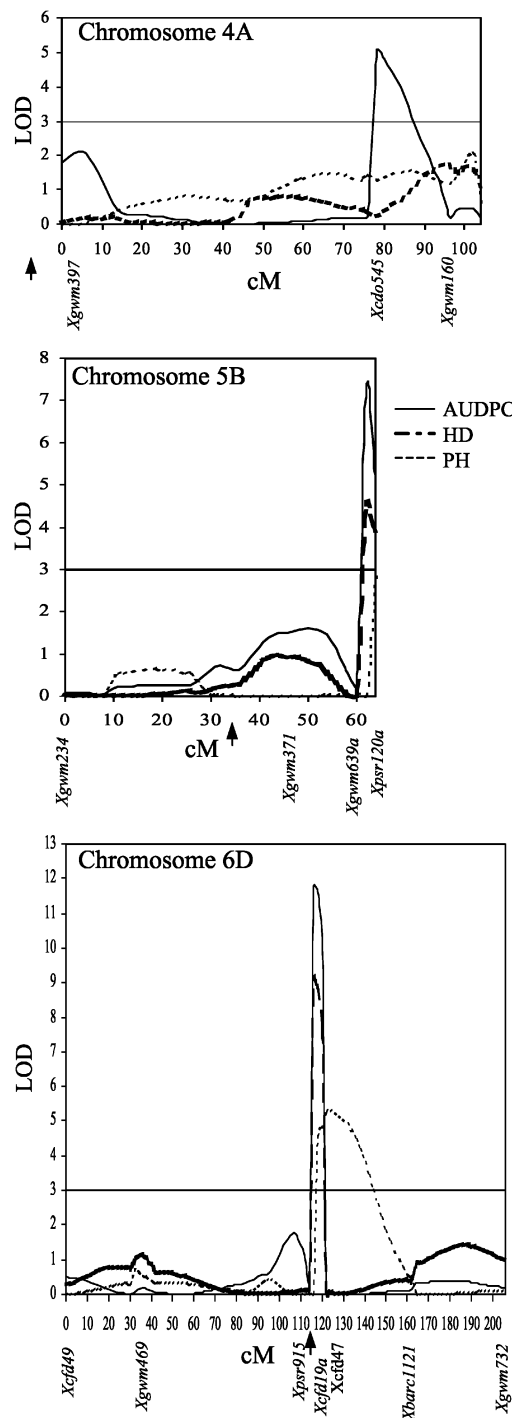 Chromosome 4A
LOD
6
5
4
3
2
1
0
0 10 20 30 40 50 60 70 80 90 100
cM
Xgwm397 Xcdo545 Xgwm160
Chromosome 5B
LOD
8
7
6
5
4
3
2
1
0
0 10 20 30 40 50 60
cM
Xgwm234 Xgwm371 Xgwm639a Xpsr120a
AUDPC
HD
PH
Chromosome 6D
LOD
13
12
11
10
9
8
7
6
5
4
3
2
1
0
0 10 20 30 40 50 60 70 80 90 100 110 120 130 140 150 160 170 180 190 200
cM
Xcfd49 Xgwm469 Xpsr915 Xcfd19a Xcfd47 Xbarc1121 Xgwm732